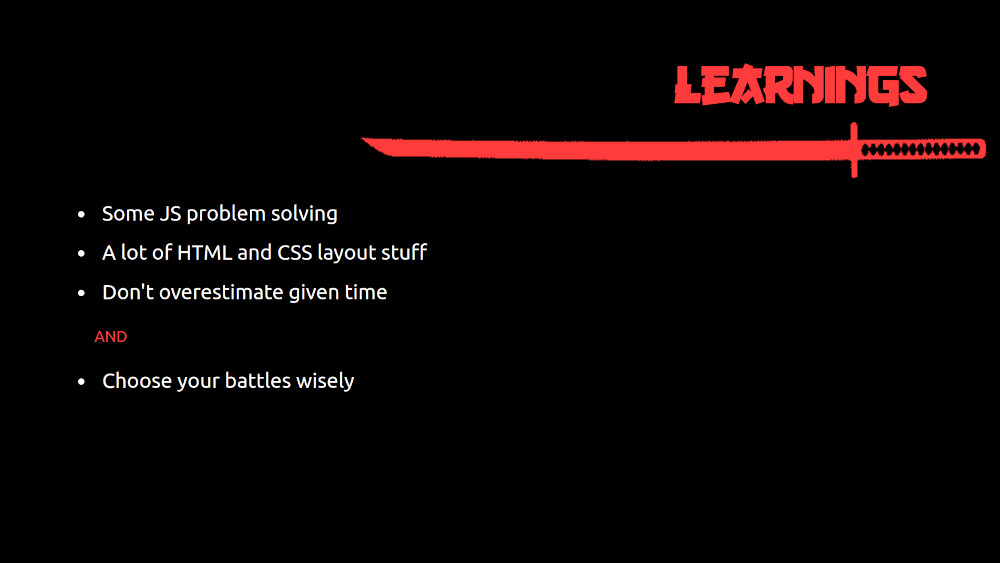 LEARNINGS
• Some JS problem solving
• A lot of HTML and CSS layout stuff
• Don't overestimate given time
AND
• Choose your battles wisely